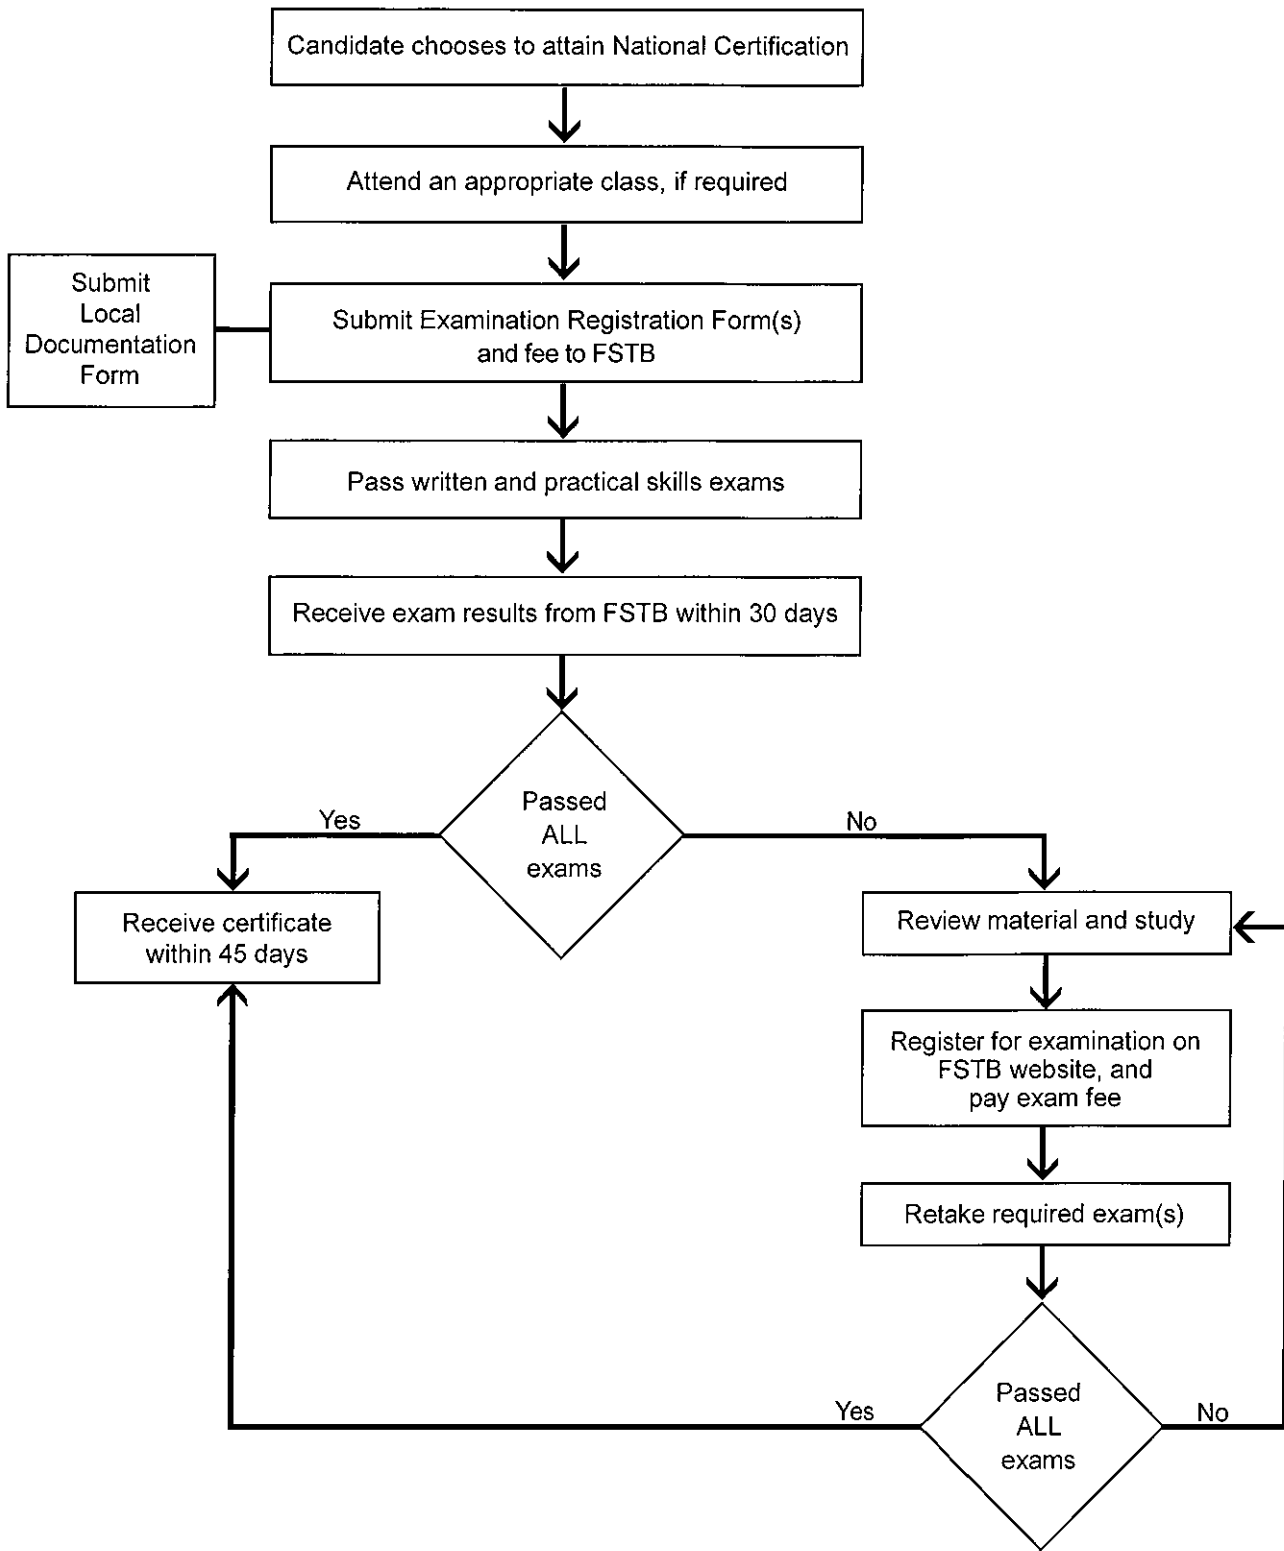 Candidate chooses to attain National Certification
Attend an appropriate class, if required
Submit
Local
Documentation
Form
Submit Examination Registration Form(s)
and fee to FSTB
Pass written and practical skills exams
Receive exam results from FSTB within 30 days
Passed
ALL
exams
Yes
No
Receive certificate
within 45 days
Review material and study
Register for examination on
FSTB website, and
pay exam fee
Retake required exam(s)
Passed
ALL
exams
Yes
No